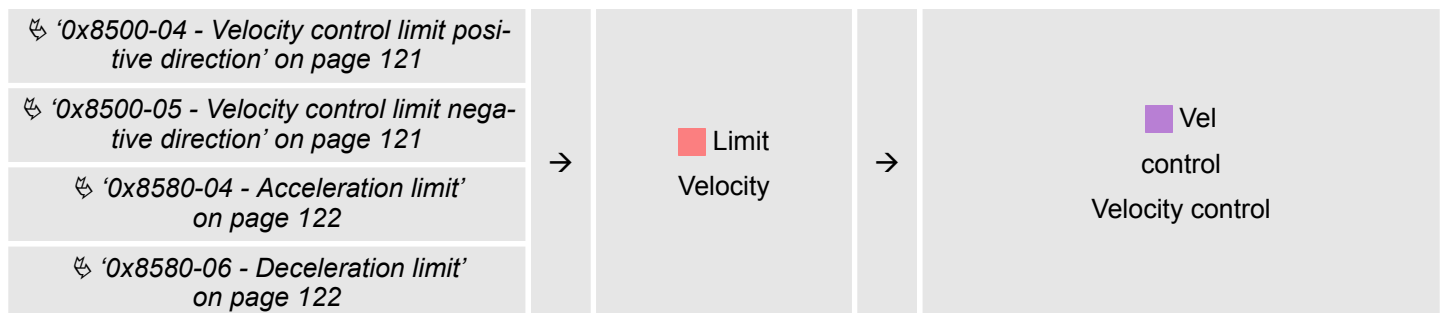 ↳ ‘0x8500-04 - Velocity control limit posi-
tive direction’ on page 121
↳ ‘0x8500-05 - Velocity control limit nega-
tive direction’ on page 121
↳ ‘0x8580-04 - Acceleration limit’
on page 122
↳ ‘0x8580-06 - Deceleration limit’
on page 122
→
Limit
Velocity
→
Vel
control
Velocity control